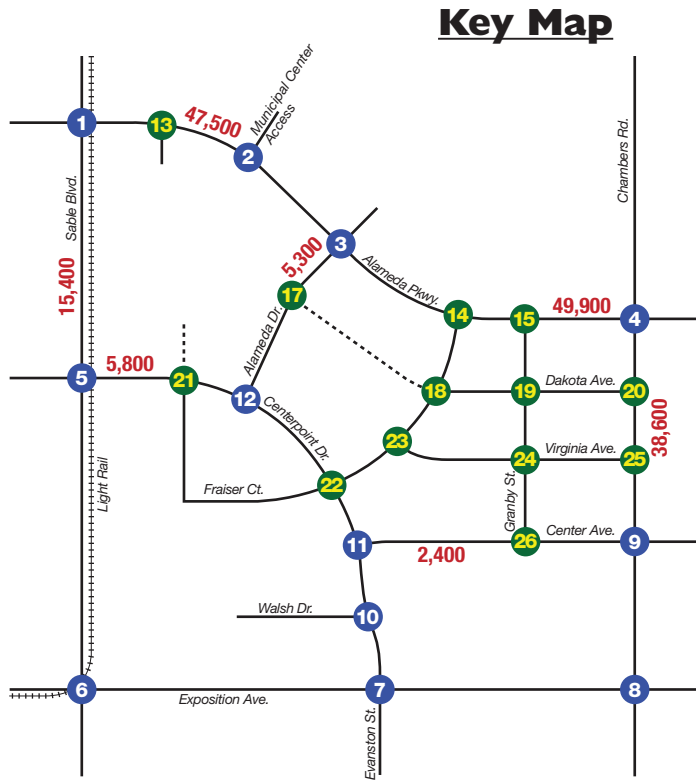 Key Map
Municipal Center
Access
Chambers Rd.
1
13
47,500
2
Sable Blvd.
15,400
3
5,300
17
Alameda Pkwy.
14
15
49,900
4
Alameda Dr.
5
5,800
21
12
18
19
Dakota Ave.
20
38,600
Centerpoint Dr.
23
24
Virginia Ave.
25
Light Rail
Fraiser Ct.
22
Granby St.
11
2,400
26
Center Ave.
9
Walsh Dr.
10
6
Exposition Ave.
7
8
Evanston St.